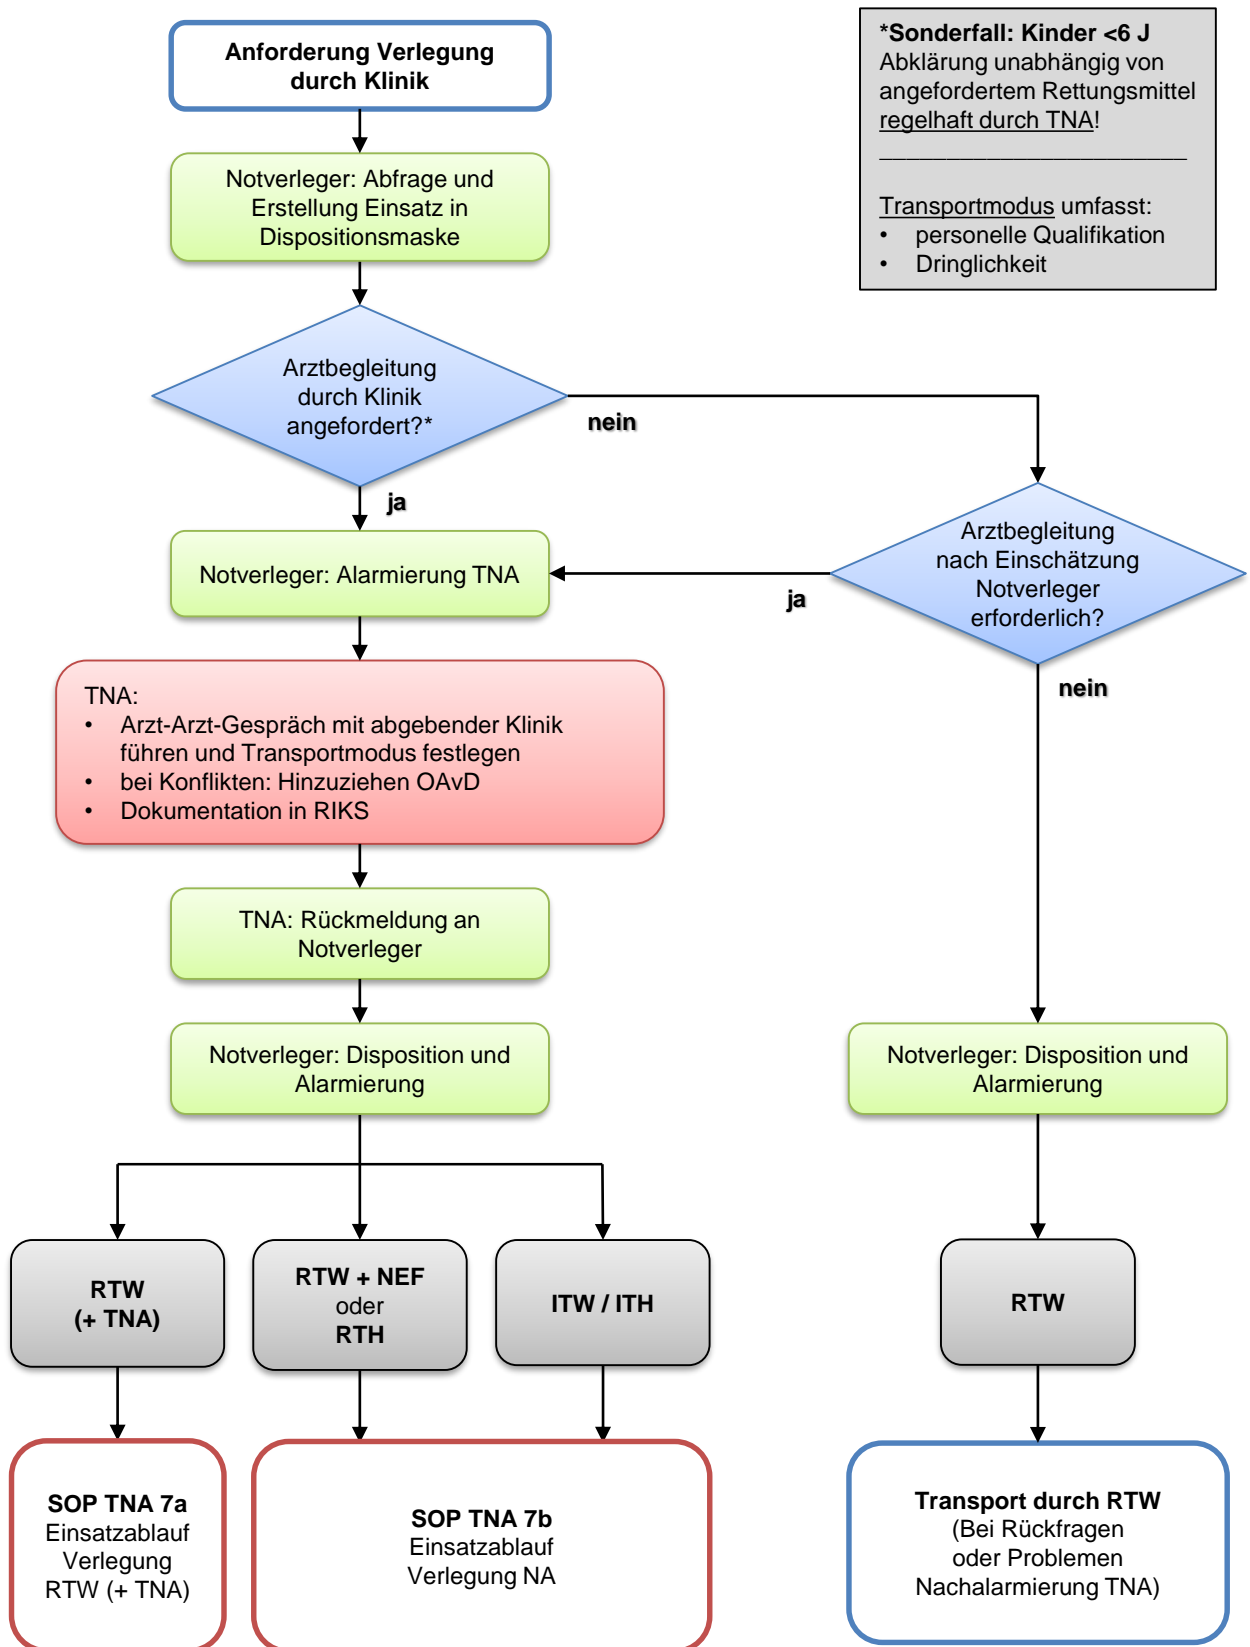 Anforderung Verlegung
durch Klinik
*Sonderfall: Kinder <6 J
Abklärung unabhängig von
angefordertem Rettungsmittel
regelhaft durch TNA!
Transportmodus umfasst:
• personelle Qualifikation
• Dringlichkeit
Notverleger: Abfrage und
Erstellung Einsatz in
Dispositionsmaske
Arztbegleitung
durch Klinik
angefordert?*
nein
ja
Arztbegleitung
nach Einschätzung
Notverleger
erforderlich?
ja
nein
Notverleger: Alarmierung TNA
TNA:
• Arzt-Arzt-Gespräch mit abgebender Klinik
führen und Transportmodus festlegen
• bei Konflikten: Hinzuziehen OAvD
• Dokumentation in RIKS
TNA: Rückmeldung an
Notverleger
Notverleger: Disposition und
Alarmierung
Notverleger: Disposition und
Alarmierung
RTW
(+ TNA)
RTW + NEF
oder
RTH
ITW / ITH
RTW
SOP TNA 7a
Einsatzablauf
Verlegung
RTW (+ TNA)
SOP TNA 7b
Einsatzablauf
Verlegung NA
Transport durch RTW
(Bei Rückfragen
oder Problemen
Nachalarmierung TNA)